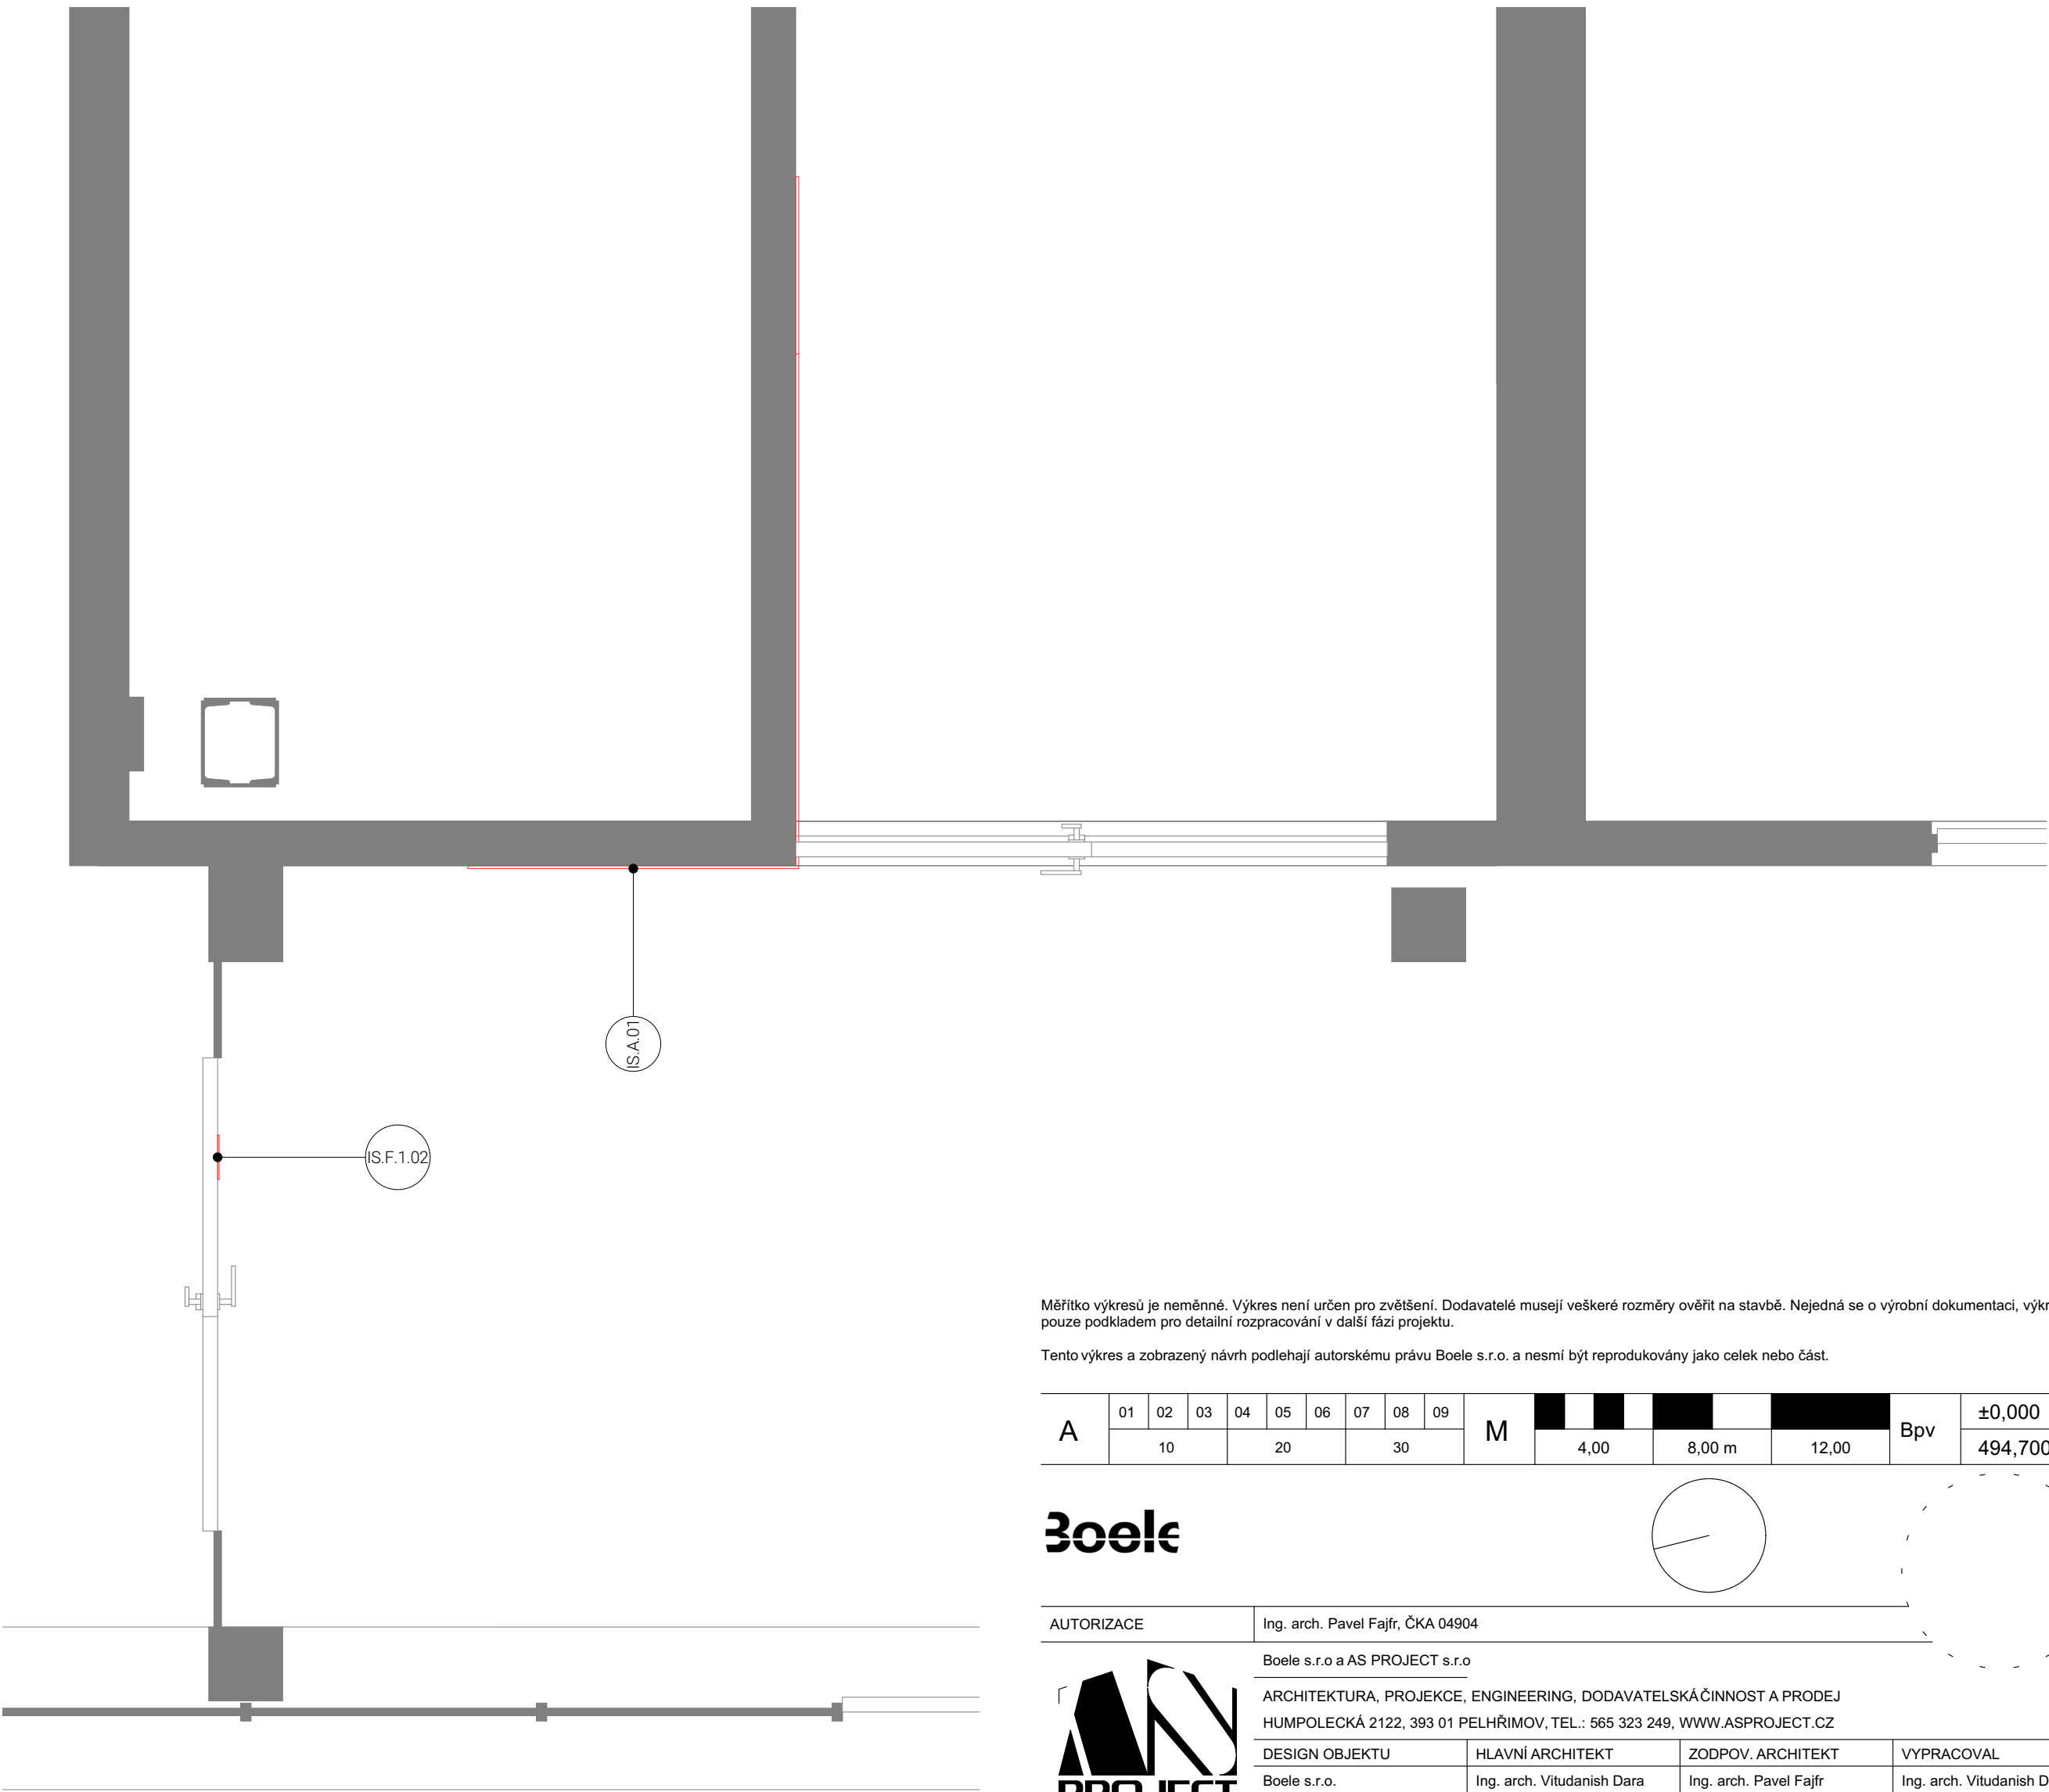 IS.A.01
IS.F.1.02
Měřítko výkresů je neměnné. Výkres není určen pro zvětšení. Dodavatelé musejí veškeré rozměry ověřit na stavbě. Nejedná se o výrobní dokumentaci,
pouze podkladem pro detailní rozpracování v další fázi projektu.
Tento výkres a zobrazený návrh podlehají autorskému právu Boele s.r.o. a nesmí být reprodukovány jako celek nebo část.
A 01 02 03 04 05 06 07 08 09 M Bpv ±0,000
10 20 30 4,00 8,00 m 12,00 494,700
Boele
AUTORIZACE Ing. arch. Pavel Fajfr, ČKA 04904
Boele s.r.o a AS PROJECT s.r.o
ARCHITEKTURA, PROJEKCE, ENGINEERING, DODAVATELSKÁ ČINNOST A PRODEJ
HUMPOLECKÁ 2122, 393 01 PELHŘIMOV, TEL.: 565 323 249, WWW.ASPROJECT.CZ
AS
PROJECT
DESIGN OBJEKTU HLAVNÍ ARCHITEKT ZODPOV. ARCHITEKT VYPRACOVAL
Boele s.r.o. Ing. arch. Vitudanish Dara Ing. arch. Pavel Fajfr Ing. arch. Vitudanish